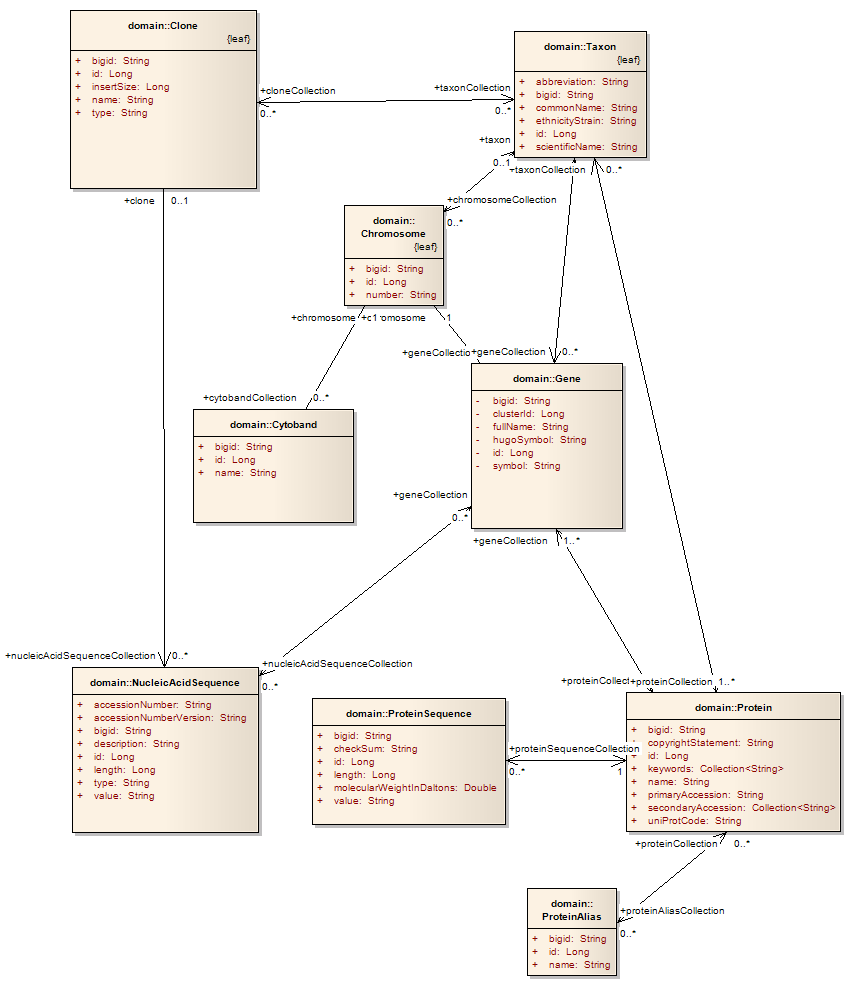 domain::Clone
{leaf}
+ bigid: String
+ id: Long
+ insertSize: Long
+ name: String
+ type: String
domain::Taxon
{leaf}
+ abbreviation: String
+ bigid: String
+ commonName: String
+ ethnicityStrain: String
+ id: Long
+ scientificName: String
+cloneCollection
0..*
+taxonCollection
0..*
+taxon
0..1
+taxonCollection
0..*
+clone
0..1
+chromosomeCollection
0..*
domain::
Chromosome
{leaf}
+ bigid: String
+ id: Long
+ number: String
+chromosome
1
+chromosome
1
+geneCollection
+geneCollection
0..*
domain::Gene
- bigid: String
- clusterId: Long
- fullName: String
- hugoSymbol: String
- id: Long
- symbol: String
+cytobandCollection
0..*
domain::Cytoband
+ bigid: String
+ id: Long
+ name: String
+geneCollection
0..*
+geneCollection
1..*
+nucleicAcidSequenceCollection
0..*
+nucleicAcidSequenceCollection
0..*
domain::NucleicAcidSequence
+ accessionNumber: String
+ accessionNumberVersion: String
+ bigid: String
+ description: String
+ id: Long
+ length: Long
+ type: String
+ value: String
domain::ProteinSequence
+ bigid: String
+ checkSum: String
+ id: Long
+ length: Long
+ molecularWeightInDaltons: Double
+ value: String
+proteinCollecti
+proteinCollection
1..*
domain::Protein
+ bigid: String
+ copyrightStatement: String
+ id: Long
+ keywords: Collection<String>
+ name: String
+ primaryAccession: String
+ secondaryAccession: Collection<String>
+ uniProtCode: String
+proteinSequenceCollection
0..*
1
+proteinCollection
0..*
domain::
ProteinAlias
+ bigid: String
+ id: Long
+ name: String
+proteinAliasCollection
0..*